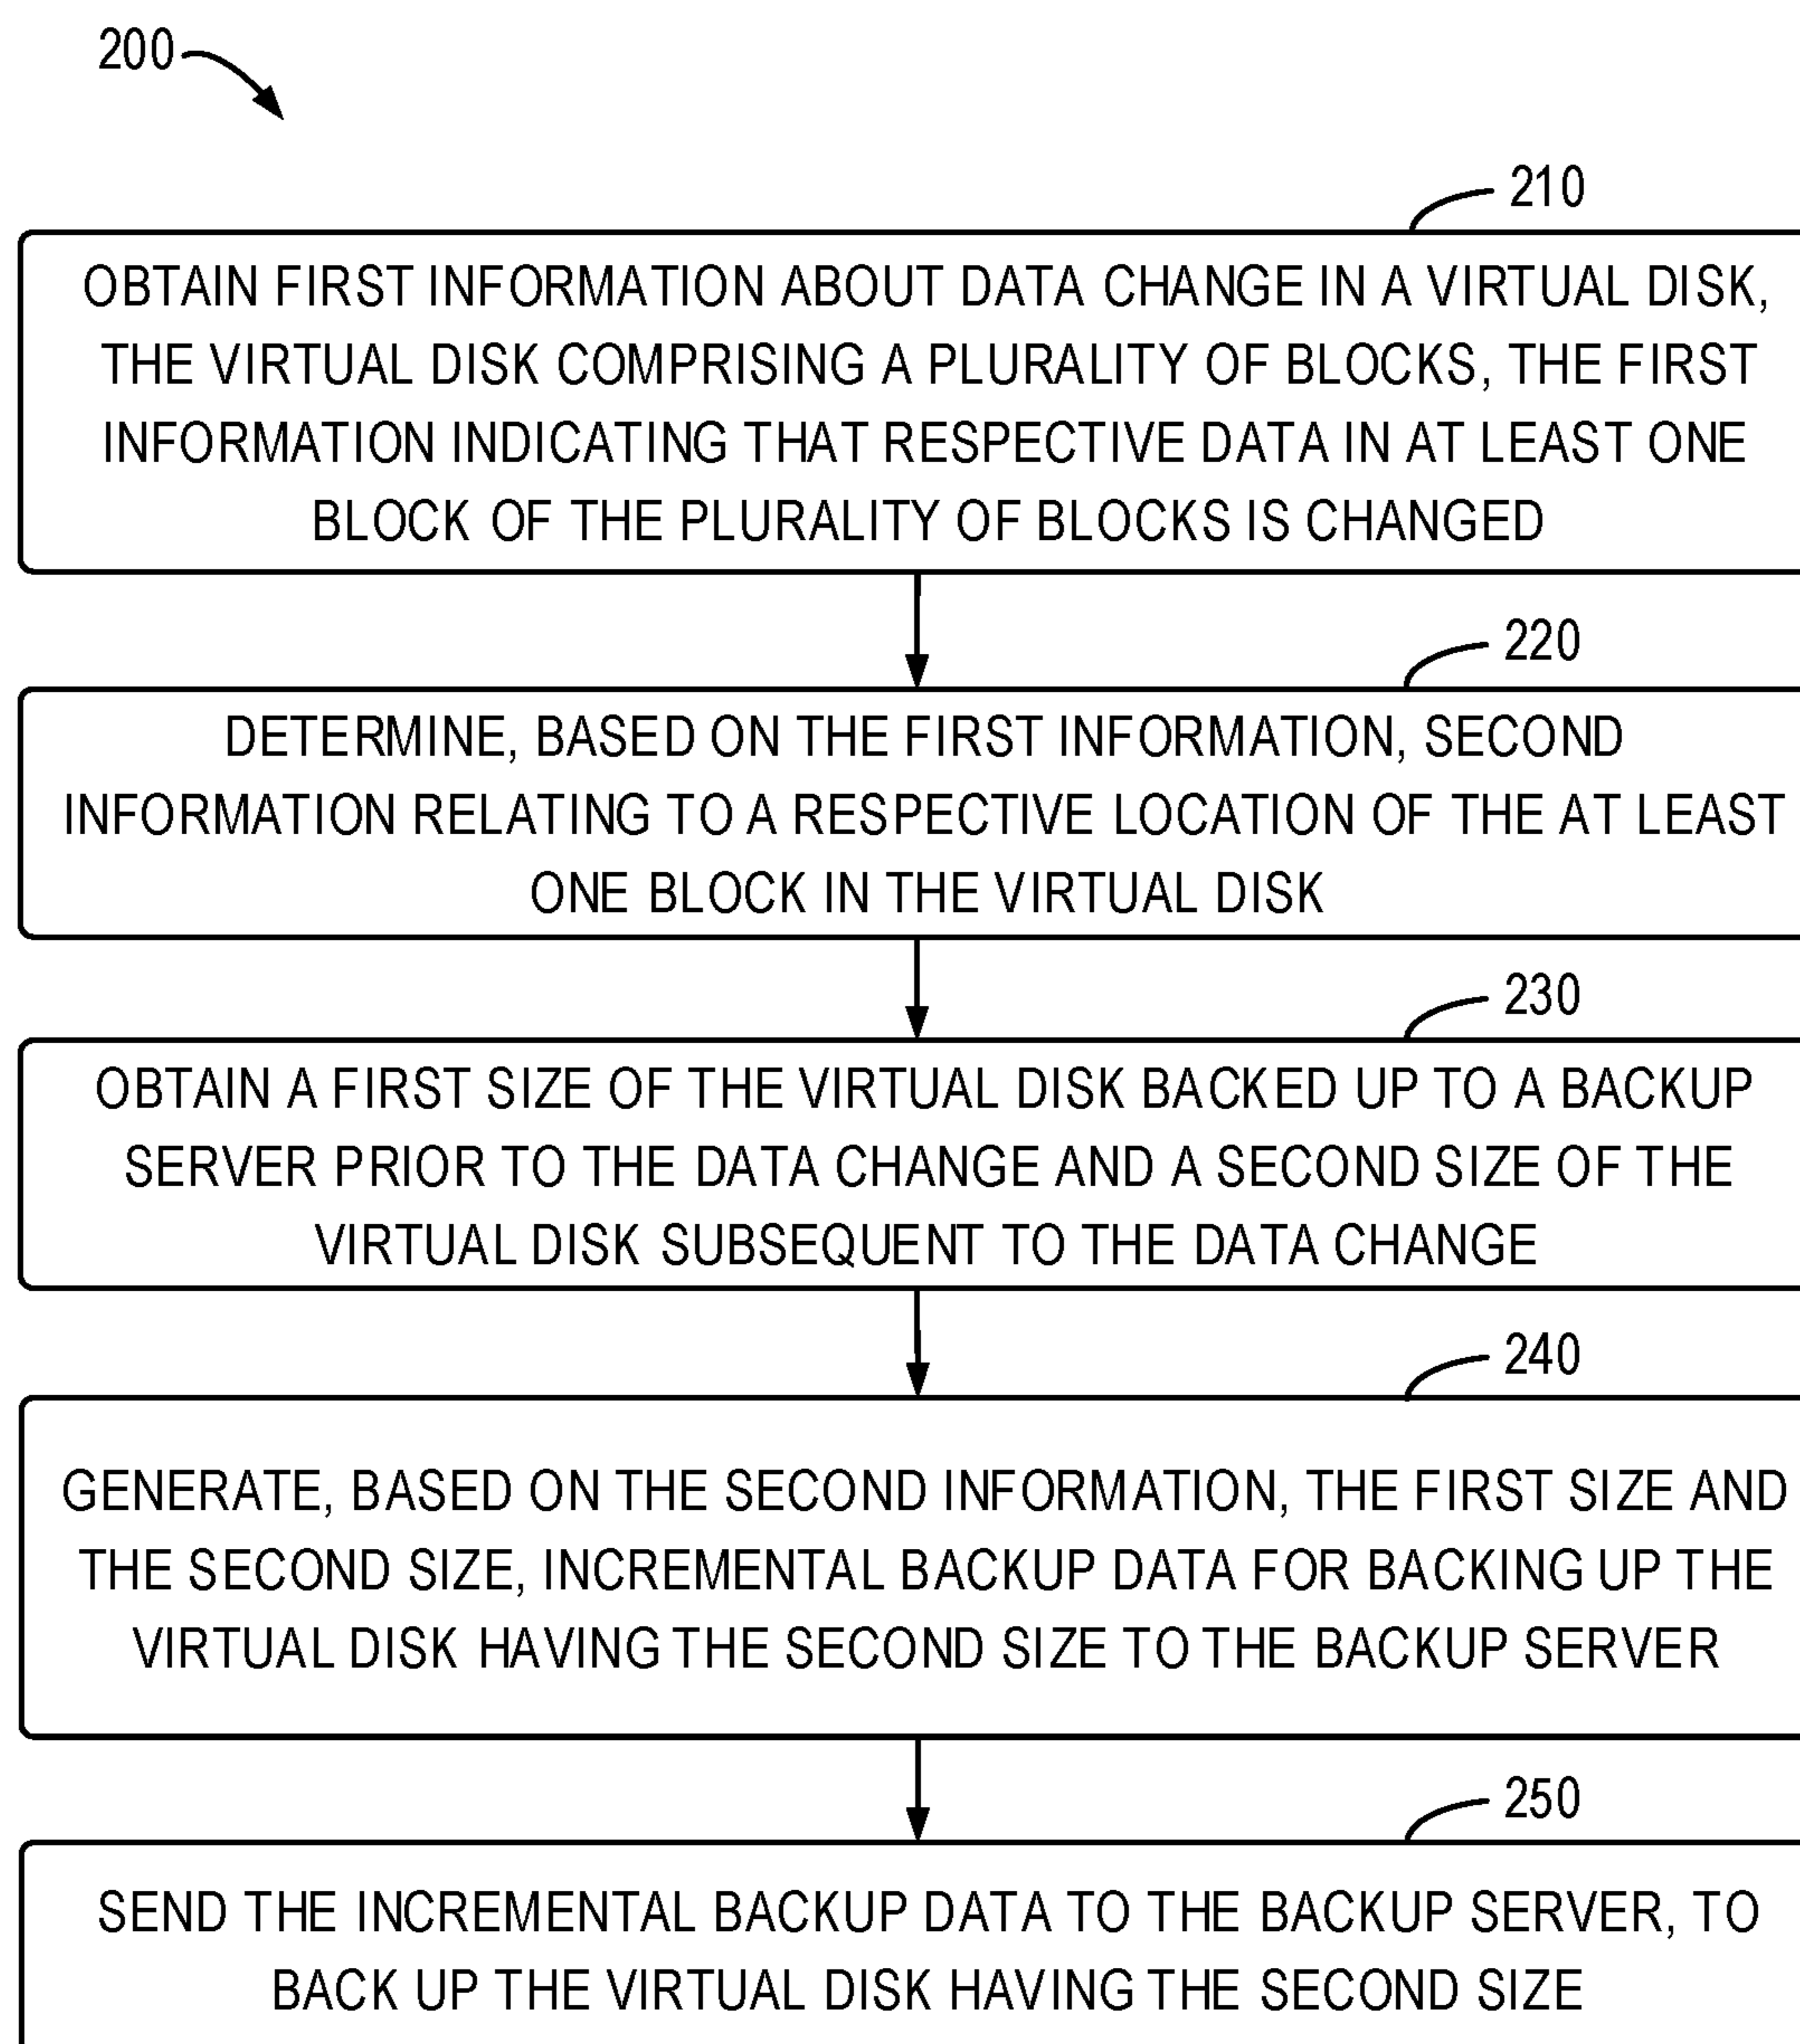 200
210
OBTAIN FIRST INFORMATION ABOUT DATA CHANGE IN A VIRTUAL DISK,
THE VIRTUAL DISK COMPRISING A PLURALITY OF BLOCKS, THE FIRST
INFORMATION INDICATING THAT RESPECTIVE DATA IN AT LEAST ONE
BLOCK OF THE PLURALITY OF BLOCKS IS CHANGED
220
DETERMINE, BASED ON THE FIRST INFORMATION, SECOND
INFORMATION RELATING TO A RESPECTIVE LOCATION OF THE AT LEAST
ONE BLOCK IN THE VIRTUAL DISK
230
OBTAIN A FIRST SIZE OF THE VIRTUAL DISK BACKED UP TO A BACKUP
SERVER PRIOR TO THE DATA CHANGE AND A SECOND SIZE OF THE
VIRTUAL DISK SUBSEQUENT TO THE DATA CHANGE
240
GENERATE, BASED ON THE SECOND INFORMATION, THE FIRST SIZE AND
THE SECOND SIZE, INCREMENTAL BACKUP DATA FOR BACKING UP THE
VIRTUAL DISK HAVING THE SECOND SIZE TO THE BACKUP SERVER
250
SEND THE INCREMENTAL BACKUP DATA TO THE BACKUP SERVER, TO
BACK UP THE VIRTUAL DISK HAVING THE SECOND SIZE